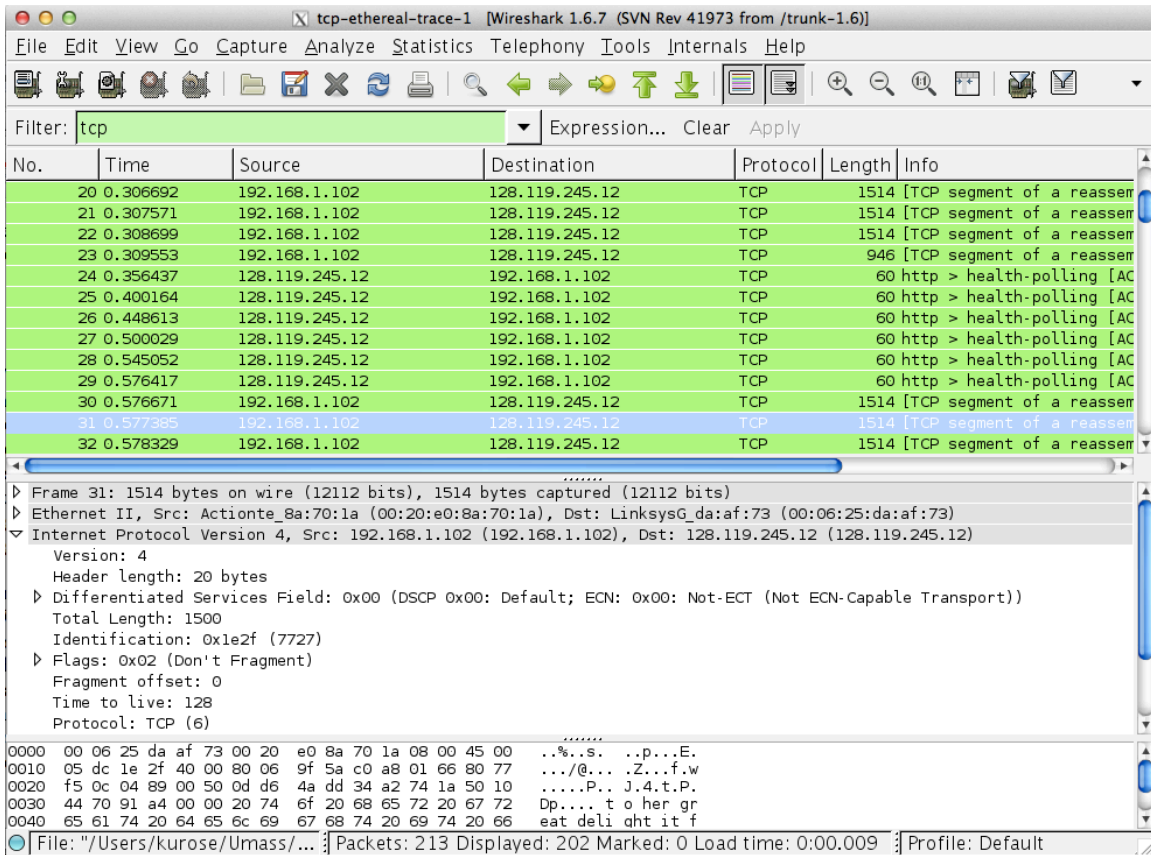 tcp-ethereal-trace-1 [Wireshark 1.6.7 (SVN Rev 41973 from /trunk-1.6)]
File Edit View Go Capture Analyze Statistics Telephony Tools Internals Help
Filter: tcp Expression... Clear Apply
No. Time Source Destination Protocol Length Info
20 0.306692 192.168.1.102 128.119.245.12 TCP 1514 [TCP segment of a reassem
21 0.307571 192.168.1.102 128.119.245.12 TCP 1514 [TCP segment of a reassem
22 0.308699 192.168.1.102 128.119.245.12 TCP 1514 [TCP segment of a reassem
23 0.309553 192.168.1.102 128.119.245.12 TCP 946 [TCP segment of a reassem
24 0.356437 128.119.245.12 192.168.1.102 TCP 60 http > health-polling [AC
25 0.400164 128.119.245.12 192.168.1.102 TCP 60 http > health-polling [AC
26 0.448613 128.119.245.12 192.168.1.102 TCP 60 http > health-polling [AC
27 0.500029 128.119.245.12 192.168.1.102 TCP 60 http > health-polling [AC
28 0.545052 128.119.245.12 192.168.1.102 TCP 60 http > health-polling [AC
29 0.576417 128.119.245.12 192.168.1.102 TCP 60 http > health-polling [AC
30 0.576671 192.168.1.102 128.119.245.12 TCP 1514 [TCP segment of a reassem
31 0.577385 192.168.1.102 128.119.245.12 TCP 1514 [TCP segment of a reassem
32 0.578329 192.168.1.102 128.119.245.12 TCP 1514 [TCP segment of a reassem
Frame 31: 1514 bytes on wire (12112 bits), 1514 bytes captured (12112 bits)
Ethernet II, Src: Actionte_8a:70:1a (00:20:e0:8a:70:1a), Dst: LinksysG_da:af:73 (00:06:25:da:af:73)
Internet Protocol Version 4, Src: 192.168.1.102 (192.168.1.102), Dst: 128.119.245.12 (128.119.245.12)
Version: 4
Header length: 20 bytes
Differentiated Services Field: 0x00 (DSCP 0x00: Default; ECN: 0x00: Not-ECT (Not ECN-Capable Transport))
Total Length: 1500
Identification: 0x1e2f (7727)
Flags: 0x02 (Don't Fragment)
Fragment offset: 0
Time to live: 128
Protocol: TCP (6)
0000 00 06 25 da af 73 00 20 e0 8a 70 1a 08 00 45 00 ..%..s. ..p...E.
0010 05 dc 1e 2f 40 00 80 06 9f 5a c0 a8 01 66 80 77 .../@... .Z...f.w
0020 f5 0c 04 89 00 50 0d d6 4a dd 34 a2 74 1a 50 10 .....P.. J.4.t.P.
0030 44 70 91 a4 00 00 20 74 6f 20 68 65 72 20 67 72 Dp.... t o her gr
0040 65 61 74 20 64 65 6c 69 67 68 74 20 69 74 20 66 eat deli ght it f
File: "/Users/kurose/Umass/... Packets: 213 Displayed: 202 Marked: 0 Load time: 0:00.009 Profile: Default